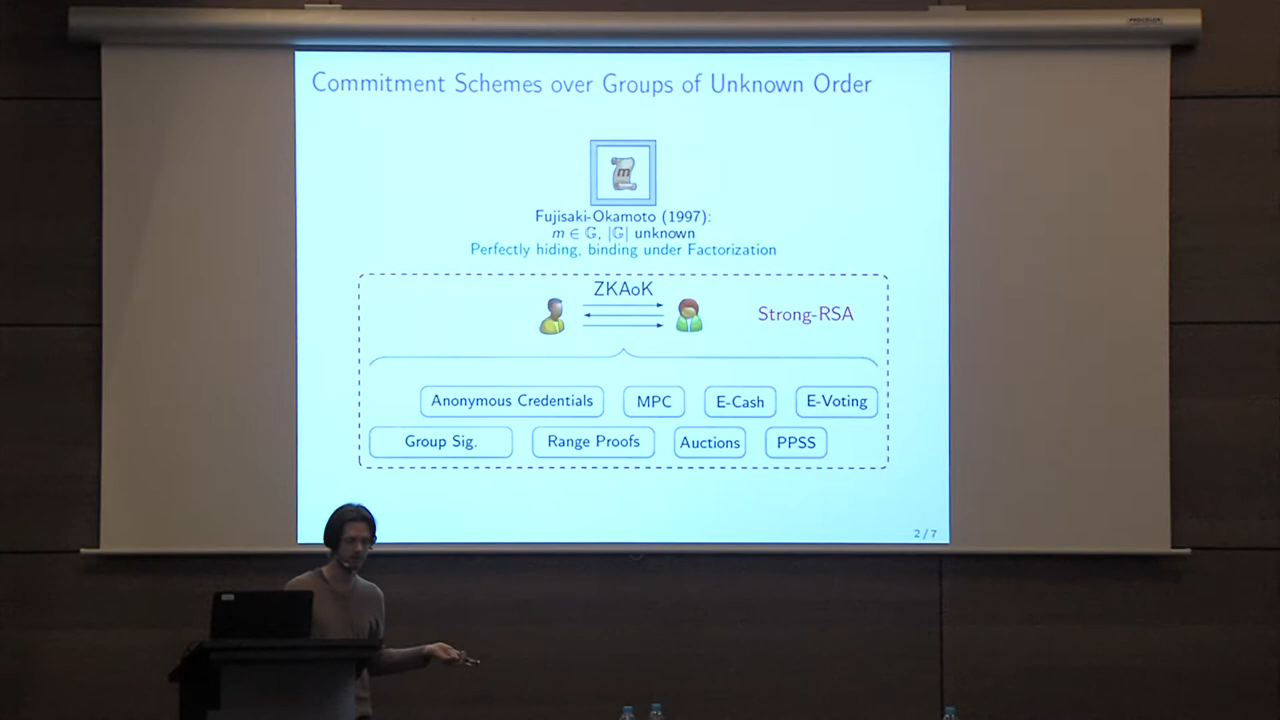 Commitment Schemes over Groups of Unknown Order
m
Fujisaki-Okamoto (1997):
m ∈ 𝔾, |𝔾| unknown
Perfectly hiding, binding under Factorization
ZKAoK
Strong-RSA
Anonymous Credentials
MPC
E-Cash
E-Voting
Group Sig.
Range Proofs
Auctions
PPSS
2 / 7